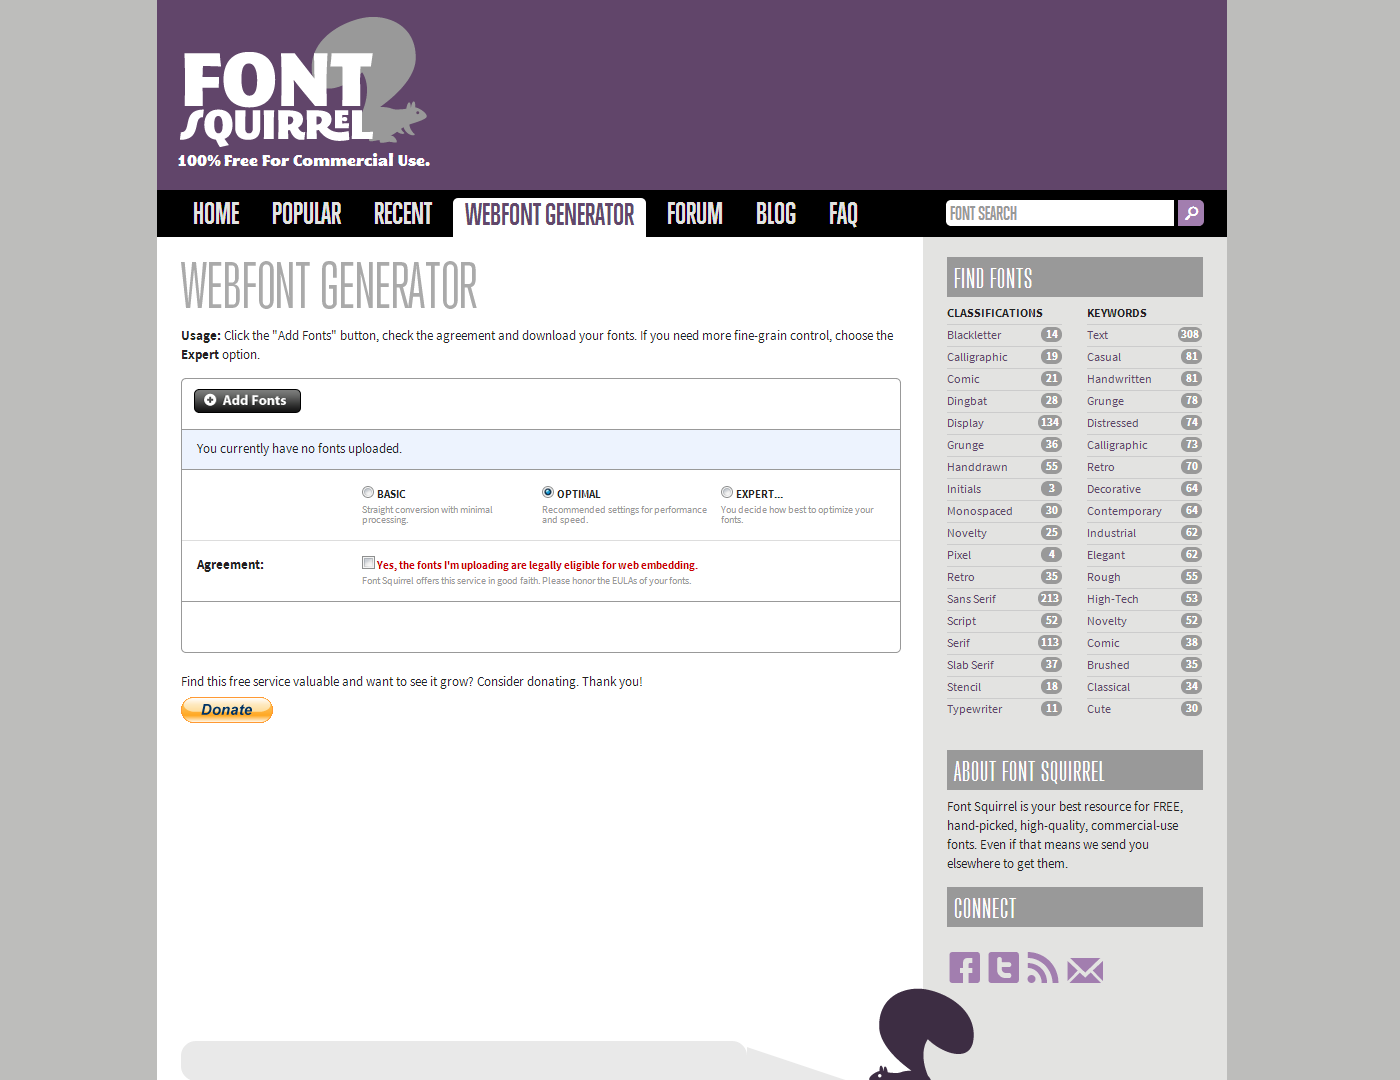 FONT
SQUIRREL
100% Free For Commercial Use.
HOME POPULAR RECENT WEBFONT GENERATOR FORUM BLOG FAQ FONT SEARCH
WEBFONT GENERATOR
Usage: Click the "Add Fonts" button, check the agreement and download your fonts. If you need more fine-grain control, choose the
Expert option.
Add Fonts
You currently have no fonts uploaded.
BASIC
Straight conversion with minimal
processing.
OPTIMAL
Recommended settings for performance
and speed.
EXPERT...
You decide how best to optimize your
fonts.
Agreement:
Yes, the fonts I'm uploading are legally eligible for web embedding.
Font Squirrel offers this service in good faith. Please honor the EULAs of your fonts.
Find this free service valuable and want to see it grow? Consider donating. Thank you!
Donate
FIND FONTS
CLASSIFICATIONS
Blackletter 14
Calligraphic 19
Comic 21
Dingbat 28
Display 134
Grunge 36
Handdrawn 55
Initials 3
Monospaced 30
Novelty 25
Pixel 4
Retro 35
Sans Serif 213
Script 52
Serif 113
Slab Serif 37
Stencil 18
Typewriter 11
KEYWORDS
Text 308
Casual 81
Handwritten 81
Grunge 78
Distressed 74
Calligraphic 73
Retro 70
Decorative 64
Contemporary 64
Industrial 62
Elegant 62
Rough 55
High-Tech 53
Novelty 52
Comic 38
Brushed 35
Classical 34
Cute 30
ABOUT FONT SQUIRREL
Font Squirrel is your best resource for FREE,
hand-picked, high-quality, commercial-use
fonts. Even if that means we send you
elsewhere to get them.
CONNECT